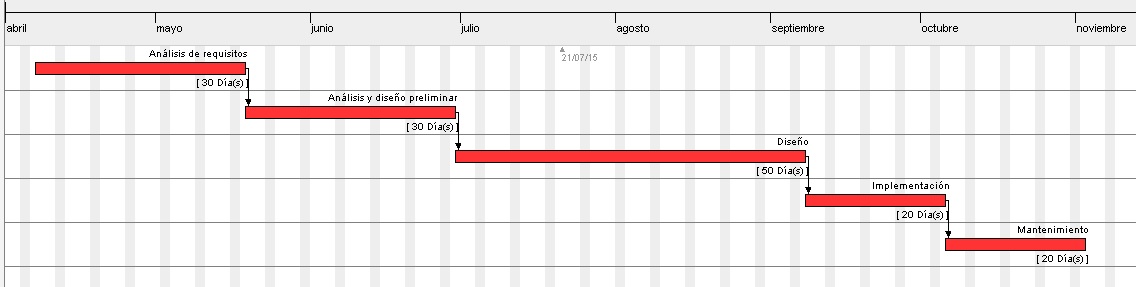 abril mayo junio julio agosto septiembre octubre noviembre
21/07/15
Análisis de requisitos
[ 30 Día(s) ]
Análisis y diseño preliminar
[ 30 Día(s) ]
Diseño
[ 50 Día(s) ]
Implementación
[ 20 Día(s) ]
Mantenimiento
[ 20 Día(s) ]